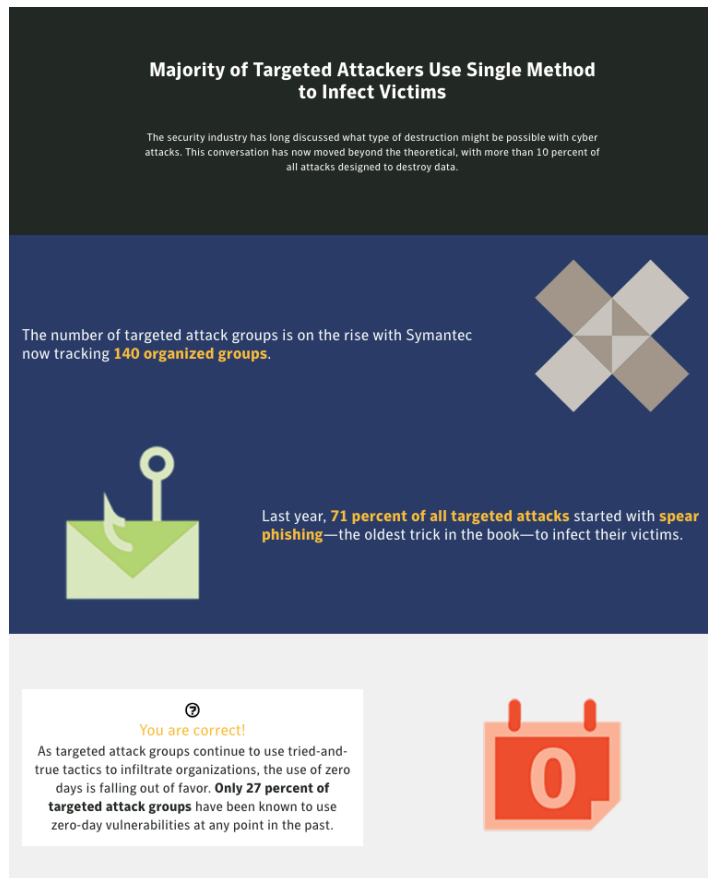 Majority of Targeted Attackers Use Single Method
to Infect Victims
The security industry has long discussed what type of destruction might be possible with cyber
attacks. This conversation has now moved beyond the theoretical, with more than 10 percent of
all attacks designed to destroy data.
The number of targeted attack groups is on the rise with Symantec
now tracking 140 organized groups.
Last year, 71 percent of all targeted attacks started with spear
phishing—the oldest trick in the book—to infect their victims.
?
You are correct!
As targeted attack groups continue to use tried-and-
true tactics to infiltrate organizations, the use of zero
days is falling out of favor. Only 27 percent of
targeted attack groups have been known to use
zero-day vulnerabilities at any point in the past.
0